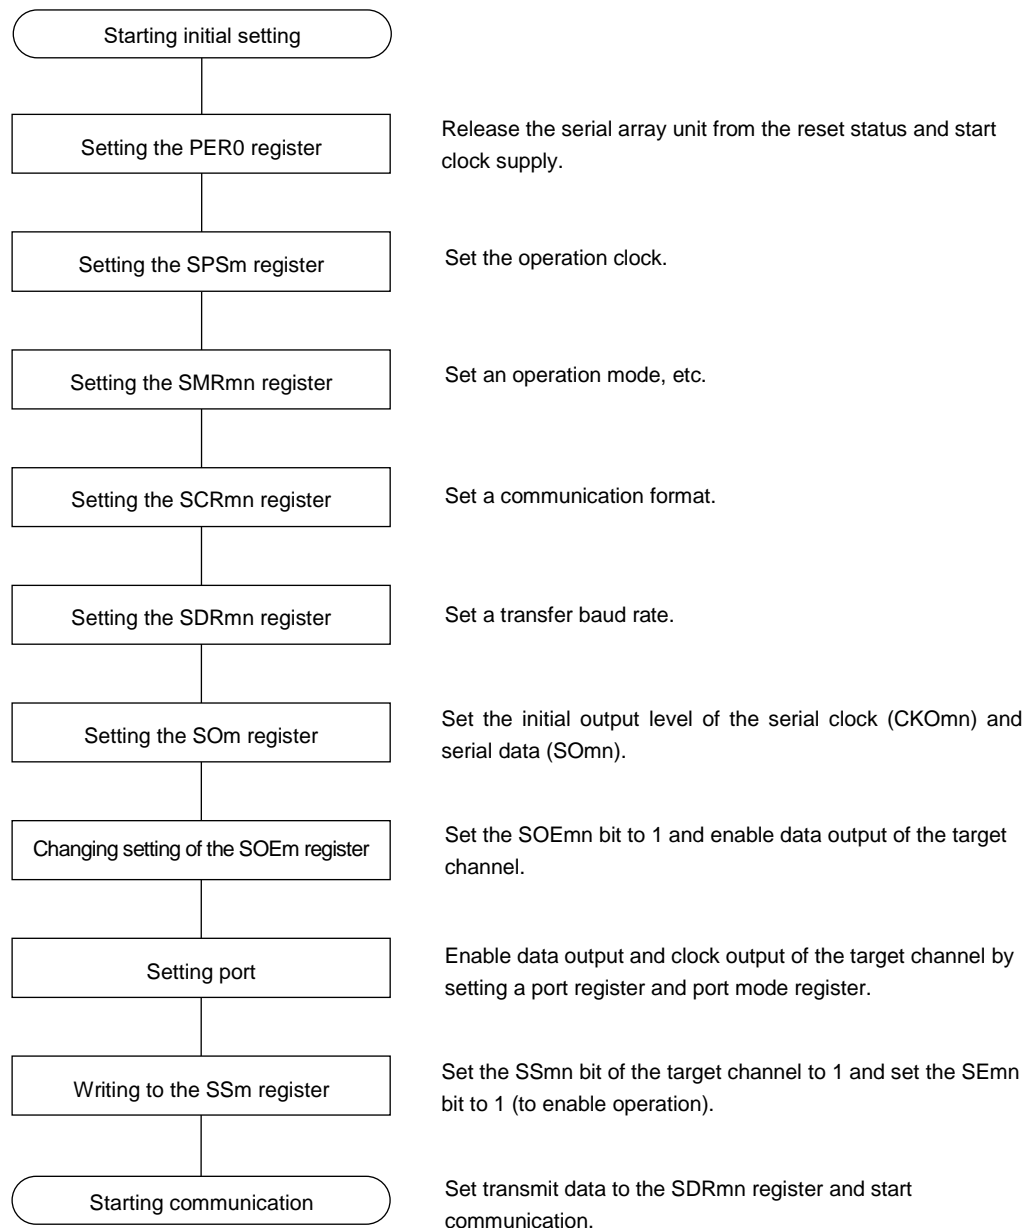 Starting initial setting
Setting the PER0 register
Release the serial array unit from the reset status and start
clock supply.
Setting the SPSm register
Set the operation clock.
Setting the SMRmn register
Set an operation mode, etc.
Setting the SCRmn register
Set a communication format.
Setting the SDRmn register
Set a transfer baud rate.
Setting the SOm register
Set the initial output level of the serial clock (CKOmn) and
serial data (SOmn).
Changing setting of the SOEm register
Set the SOEmn bit to 1 and enable data output of the target
channel.
Setting port
Enable data output and clock output of the target channel by
setting a port register and port mode register.
Writing to the SSm register
Set the SSmn bit of the target channel to 1 and set the SEmn
bit to 1 (to enable operation).
Starting communication
Set transmit data to the SDRmn register and start
communication.